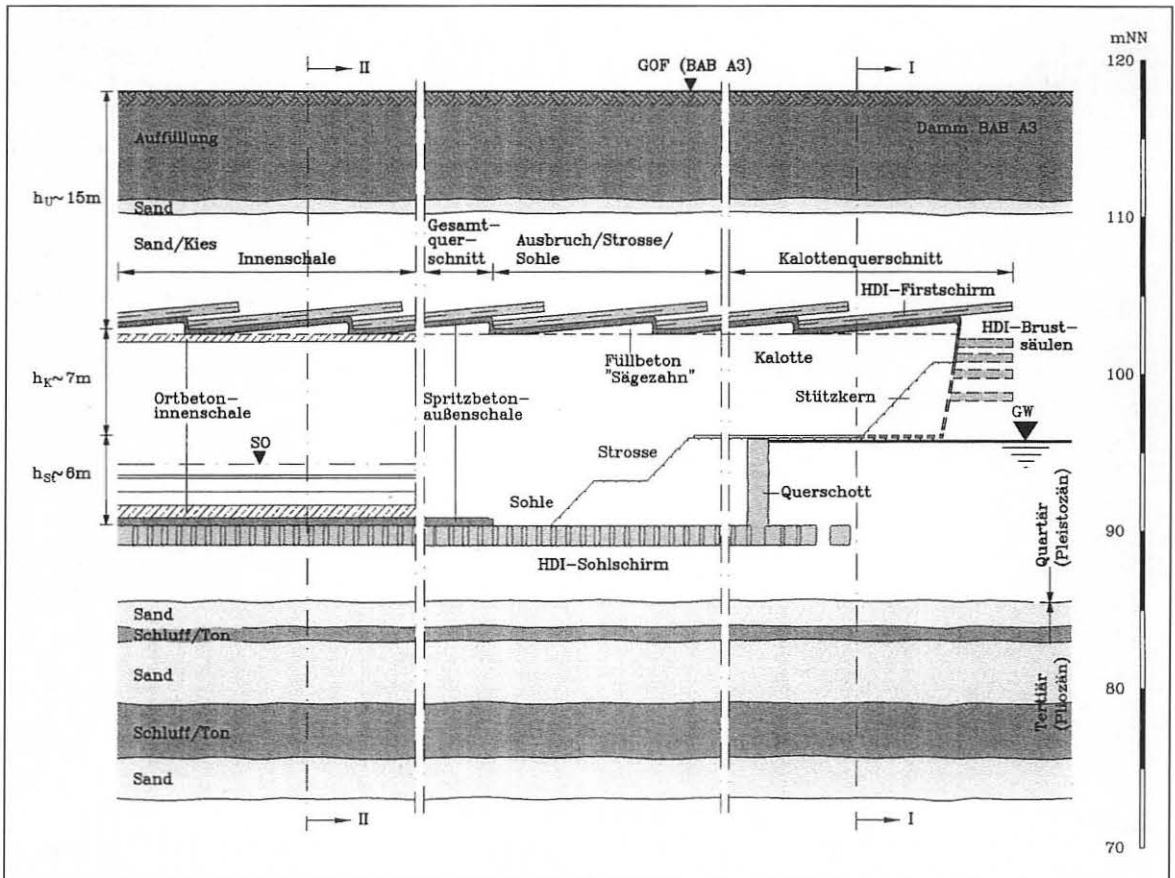 mNN
II
GOF (BAB A3)
I
120
Auffüllung
Damm BAB A3
hÜ~15m
Sand
110
Sand/Kies
Innenschale
Gesamt-
quer-
schnitt
Ausbruch/Strosse/
Sohle
Kalottenquerschnitt
HDI-Firstschirm
HDI-Brust-
säulen
Füllbeton
"Sägezahn"
Kalotte
hK~7m
100
Ortbeton-
innenschale
Spritzbeton-
außenschale
Stützkern
GW
SO
Strosse
hSt~6m
Sohle
Querschott
90
HDI-Sohlschirm
Quartär
(Pleistozän)
Sand
Schluff/Ton
Sand
80
Tertiär
(Pliozän)
Schluff/Ton
Sand
II
I
70